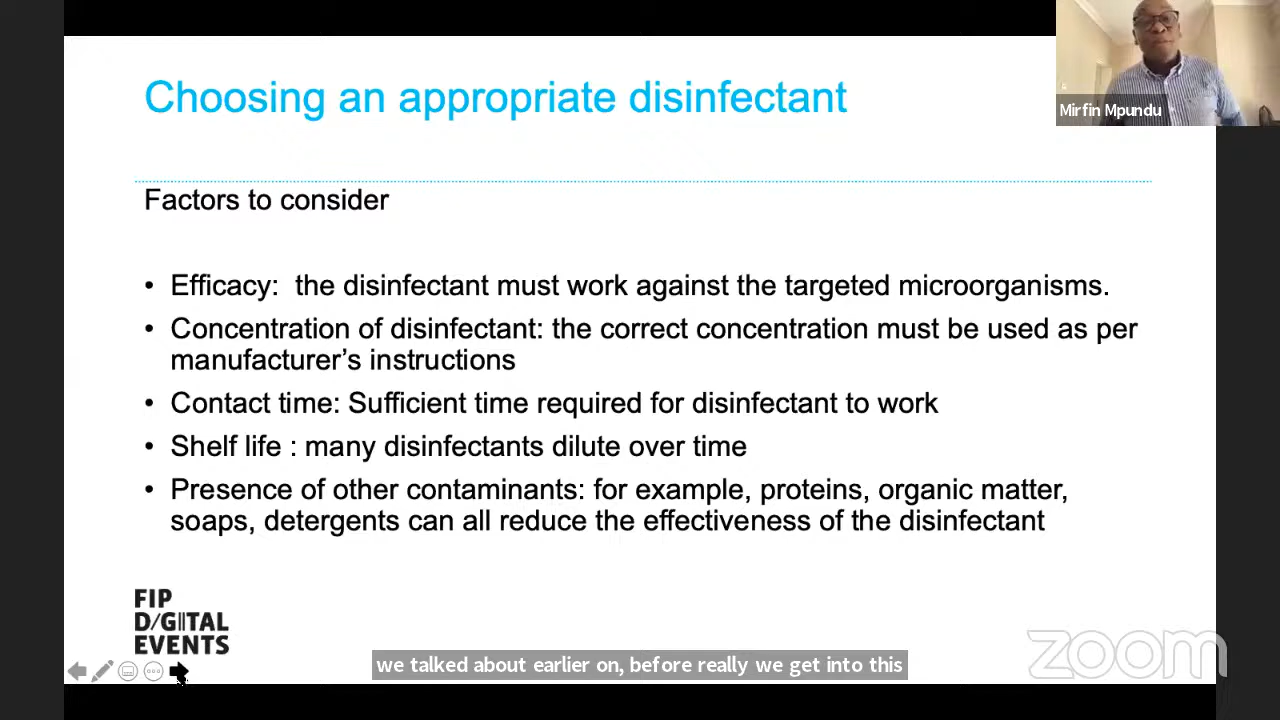 Choosing an appropriate disinfectant
Mirfin Mpundu
Factors to consider
• Efficacy:  the disinfectant must work against the targeted microorganisms.
• Concentration of disinfectant: the correct concentration must be used as per
manufacturer’s instructions
• Contact time: Sufficient time required for disinfectant to work
• Shelf life : many disinfectants dilute over time
• Presence of other contaminants: for example, proteins, organic matter,
soaps, detergents can all reduce the effectiveness of the disinfectant
FIP
D/GITAL
EVENTS
we talked about earlier on, before really we get into this
zoom